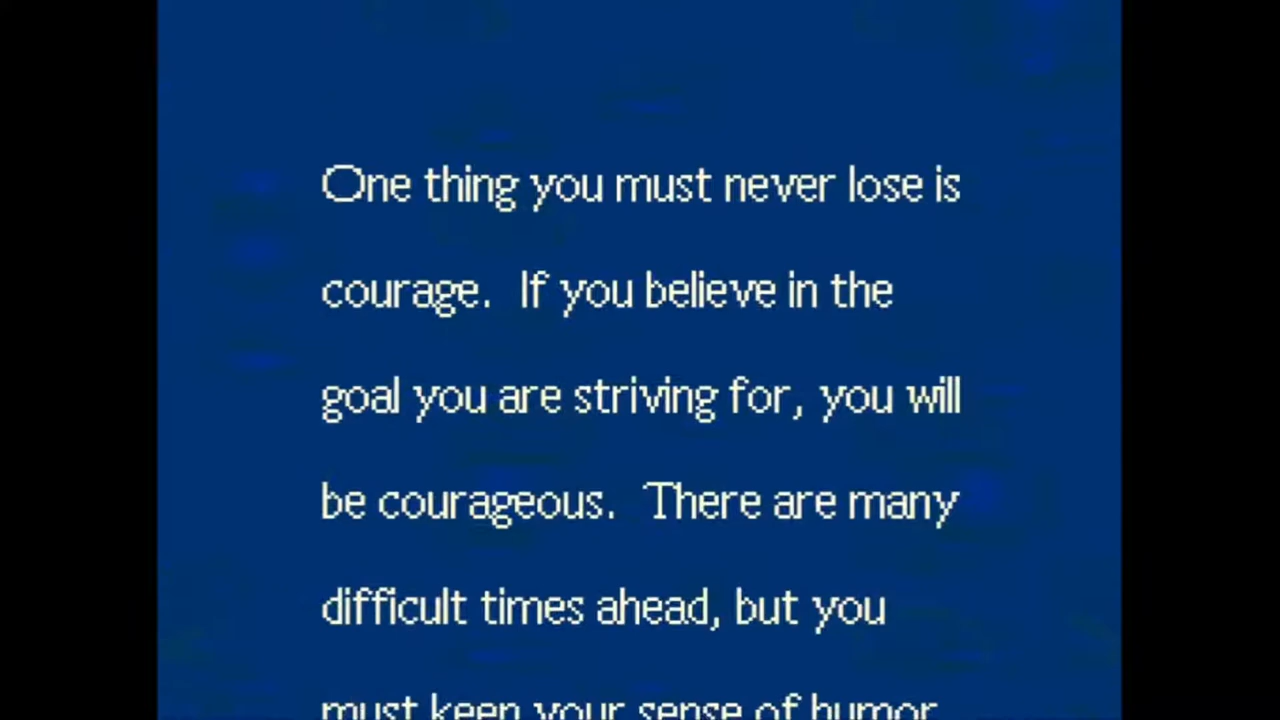 One thing you must never lose is
courage.  If you believe in the
goal you are striving for, you will
be courageous.  There are many
difficult times ahead, but you
must keep your sense of humor